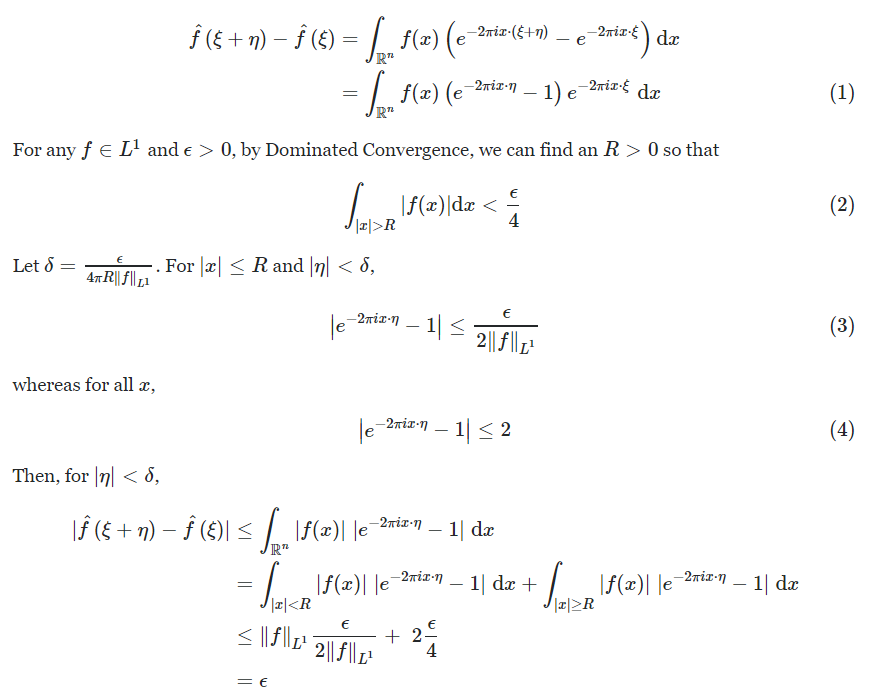 f̂ (ξ + η) − f̂ (ξ) = ∫_{ℝⁿ} f(x) (e^{−2πix·(ξ+η)} − e^{−2πix·ξ}) dx
= ∫_{ℝⁿ} f(x) (e^{−2πix·η} − 1) e^{−2πix·ξ} dx (1)
For any f ∈ L¹ and ϵ > 0, by Dominated Convergence, we can find an R > 0 so that
∫_{|x|>R} |f(x)|dx < ϵ/4 (2)
Let δ = ϵ/(4πR‖f‖_{L¹}). For |x| ≤ R and |η| < δ,
|e^{−2πix·η} − 1| ≤ ϵ/(2‖f‖_{L¹}) (3)
whereas for all x,
|e^{−2πix·η} − 1| ≤ 2 (4)
Then, for |η| < δ,
|f̂ (ξ + η) − f̂ (ξ)| ≤ ∫_{ℝⁿ} |f(x)| |e^{−2πix·η} − 1| dx
= ∫_{|x|<R} |f(x)| |e^{−2πix·η} − 1| dx + ∫_{|x|≥R} |f(x)| |e^{−2πix·η} − 1| dx
≤ ‖f‖_{L¹} ϵ/(2‖f‖_{L¹}) + 2 ϵ/4
= ϵ